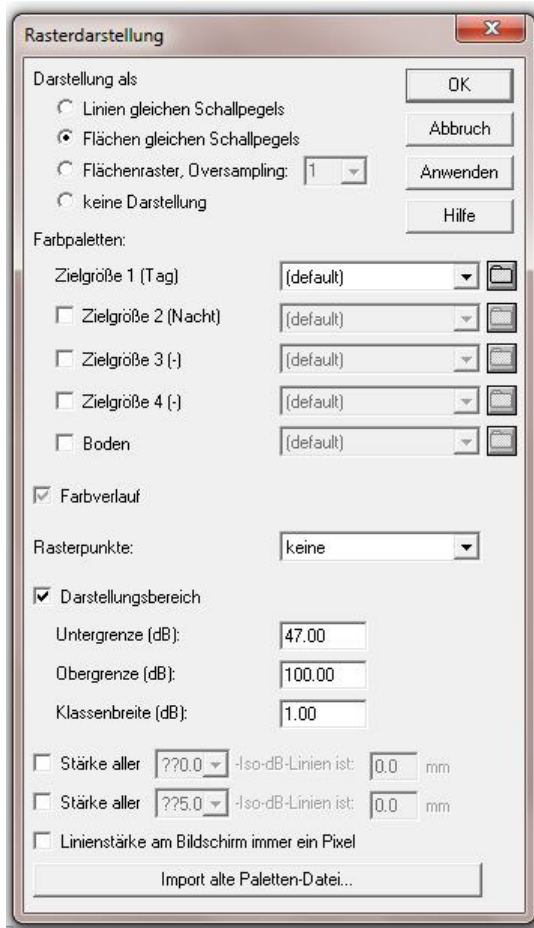 Rasterdarstellung
Darstellung als
Linien gleichen Schallpegels
Flächen gleichen Schallpegels
Flächenraster, Oversampling: 1
keine Darstellung
OK
Abbruch
Anwenden
Hilfe
Farbpaletten:
Zielgröße 1 (Tag) (default)
Zielgröße 2 (Nacht) (default)
Zielgröße 3 (-) (default)
Zielgröße 4 (-) (default)
Boden (default)
Farbverlauf
Rasterpunkte: keine
Darstellungsbereich
Untergrenze (dB): 47.00
Obergrenze (dB): 100.00
Klassenbreite (dB): 1.00
Stärke aller ??0.0 -Iso-dB-Linien ist: 0.0 mm
Stärke aller ??5.0 -Iso-dB-Linien ist: 0.0 mm
Linienstärke am Bildschirm immer ein Pixel
Import alte Paletten-Datei...